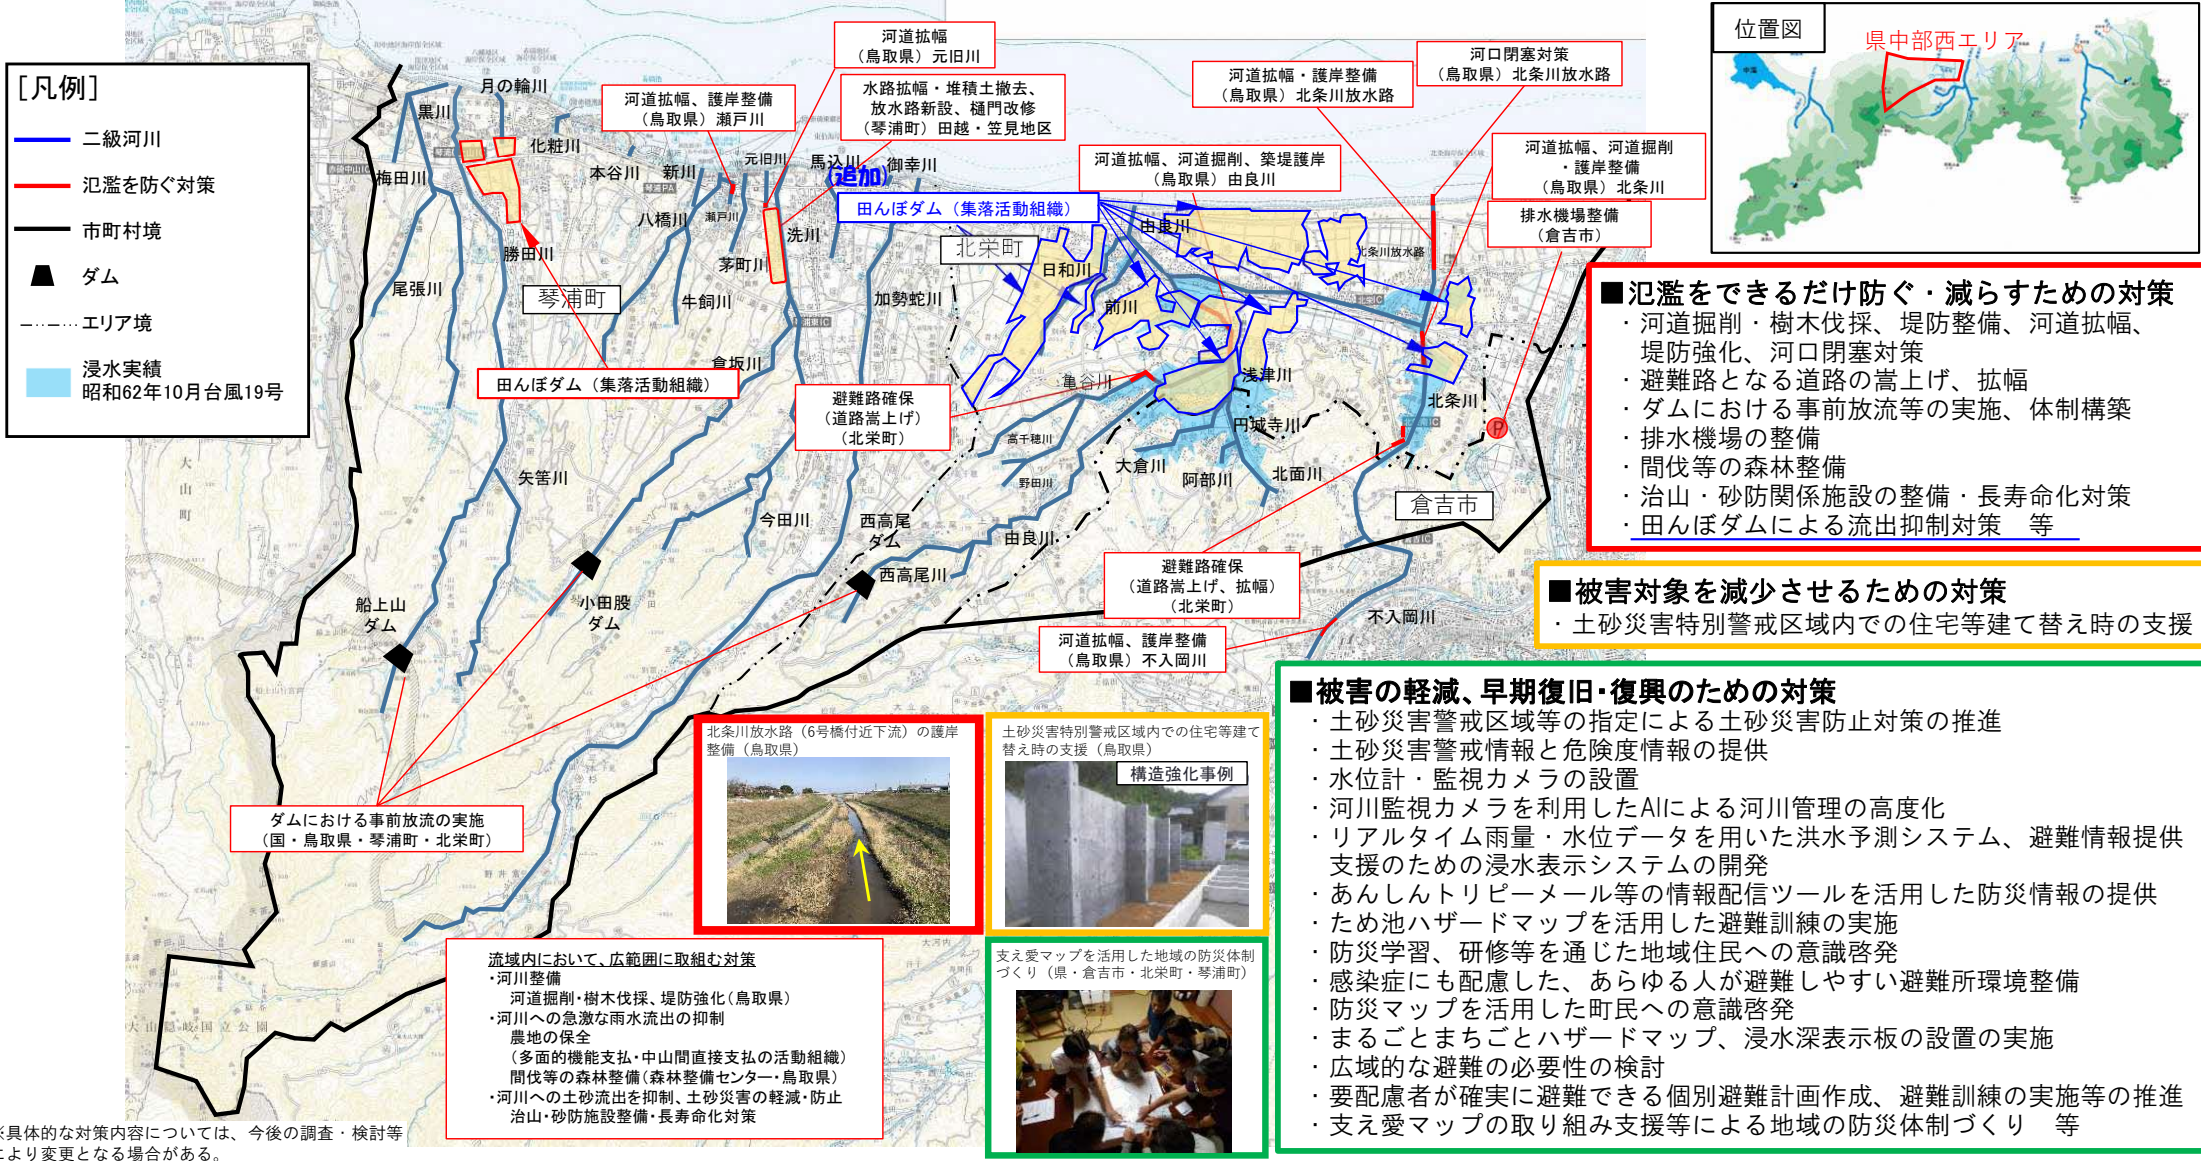 ［凡例］
二級河川
氾濫を防ぐ対策
市町村境
ダム
エリア境
浸水実績
昭和62年10月台風19号
河道拡幅
（鳥取県）元旧川
水路拡幅・堆積土撤去、
放水路新設、樋門改修
（琴浦町）田越・笠見地区
河道拡幅、護岸整備
（鳥取県）瀬戸川
河道拡幅・護岸整備
（鳥取県）北条川放水路
河口閉塞対策
（鳥取県）北条川放水路
河道拡幅、河道掘削、築堤護岸
（鳥取県）由良川
河道拡幅、河道掘削
・護岸整備
（鳥取県）北条川
排水機場整備
（倉吉市）
位置図
県中部西エリア
月の輪川
黒川
化粧川
梅田川
本谷川
新川
元旧川
馬込川
御幸川
（追加）
田んぼダム（集落活動組織）
八橋川
瀬戸川
洗川
勝田川
茅町川
尾張川
琴浦町
牛飼川
加勢蛇川
北栄町
日和川
由良川
北条川放水路
前川
倉坂川
田んぼダム（集落活動組織）
避難路確保
（道路嵩上げ）
（北栄町）
亀谷川
浅津川
北条川
円城寺川
高千穂川
大倉川
阿部川
北面川
野田川
矢筈川
今田川
西高尾
ダム
由良川
西高尾川
倉吉市
P
避難路確保
（道路嵩上げ、拡幅）
（北栄町）
不入岡川
河道拡幅、護岸整備
（鳥取県）不入岡川
船上山
ダム
小田股
ダム
大山町
大山隠岐国立公園
ダムにおける事前放流の実施
（国・鳥取県・琴浦町・北栄町）
■氾濫をできるだけ防ぐ・減らすための対策
・河道掘削・樹木伐採、堤防整備、河道拡幅、
堤防強化、河口閉塞対策
・避難路となる道路の嵩上げ、拡幅
・ダムにおける事前放流等の実施、体制構築
・排水機場の整備
・間伐等の森林整備
・治山・砂防関係施設の整備・長寿命化対策
・田んぼダムによる流出抑制対策　等
■被害対象を減少させるための対策
・土砂災害特別警戒区域内での住宅等建て替え時の支援
■被害の軽減、早期復旧・復興のための対策
・土砂災害警戒区域等の指定による土砂災害防止対策の推進
・土砂災害警戒情報と危険度情報の提供
・水位計・監視カメラの設置
・河川監視カメラを利用したAIによる河川管理の高度化
・リアルタイム雨量・水位データを用いた洪水予測システム、避難情報提供
支援のための浸水表示システムの開発
・あんしんトリピーメール等の情報配信ツールを活用した防災情報の提供
・ため池ハザードマップを活用した避難訓練の実施
・防災学習、研修等を通じた地域住民への意識啓発
・感染症にも配慮した、あらゆる人が避難しやすい避難所環境整備
・防災マップを活用した町民への意識啓発
・まるごとまちごとハザードマップ、浸水深表示板の設置の実施
・広域的な避難の必要性の検討
・要配慮者が確実に避難できる個別避難計画作成、避難訓練の実施等の推進
・支え愛マップの取り組み支援等による地域の防災体制づくり　等
北条川放水路（6号橋付近下流）の護岸
整備（鳥取県）
土砂災害特別警戒区域内での住宅等建て
替え時の支援（鳥取県）
構造強化事例
支え愛マップを活用した地域の防災体制
づくり（県・倉吉市・北栄町・琴浦町）
流域内において、広範囲に取組む対策
・河川整備
河道掘削・樹木伐採、堤防強化（鳥取県）
・河川への急激な雨水流出の抑制
農地の保全
（多面的機能支払・中山間直接支払の活動組織）
間伐等の森林整備（森林整備センター・鳥取県）
・河川への土砂流出を抑制、土砂災害の軽減・防止
治山・砂防施設整備・長寿命化対策
※具体的な対策内容については、今後の調査・検討等
により変更となる場合がある。